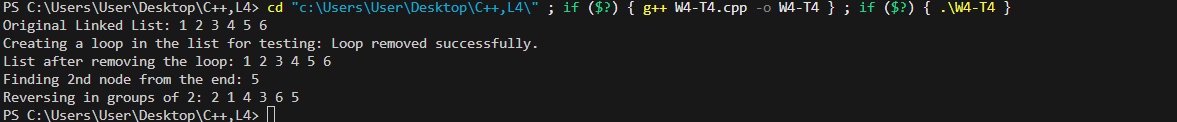 PS C:\Users\User\Desktop\C++,L4> cd "c:\Users\User\Desktop\C++,L4\" ; if ($?) { g++ W4-T4.cpp -o W4-T4 } ; if ($?) { .\W4-T4 }
Original Linked List: 1 2 3 4 5 6
Creating a loop in the list for testing: Loop removed successfully.
List after removing the loop: 1 2 3 4 5 6
Finding 2nd node from the end: 5
Reversing in groups of 2: 2 1 4 3 6 5
PS C:\Users\User\Desktop\C++,L4>